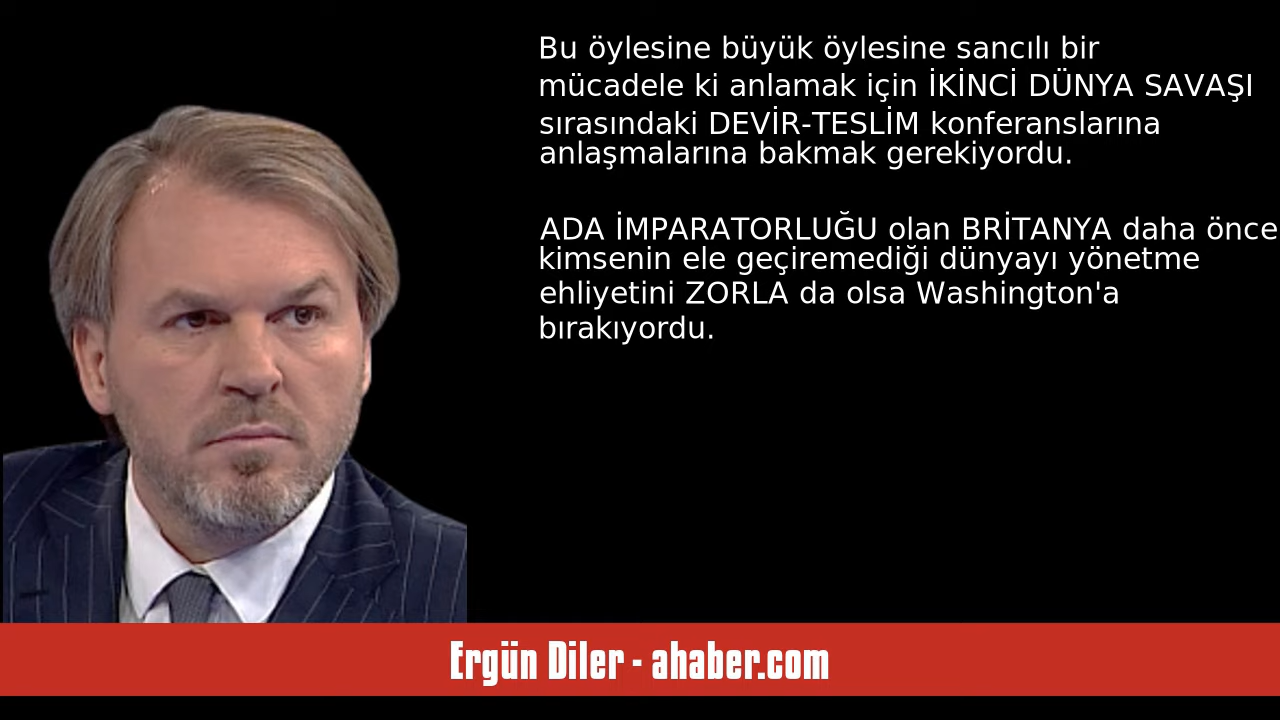 Bu öylesine büyük öylesine sancılı bir
mücadele ki anlamak için İKİNCİ DÜNYA SAVAŞI
sırasındaki DEVİR-TESLİM konferanslarına
anlaşmalarına bakmak gerekiyordu.
ADA İMPARATORLUĞU olan BRİTANYA daha önce
kimsenin ele geçiremediği dünyayı yönetme
ehliyetini ZORLA da olsa Washington'a
bırakıyordu.
Ergün Diler - ahaber.com